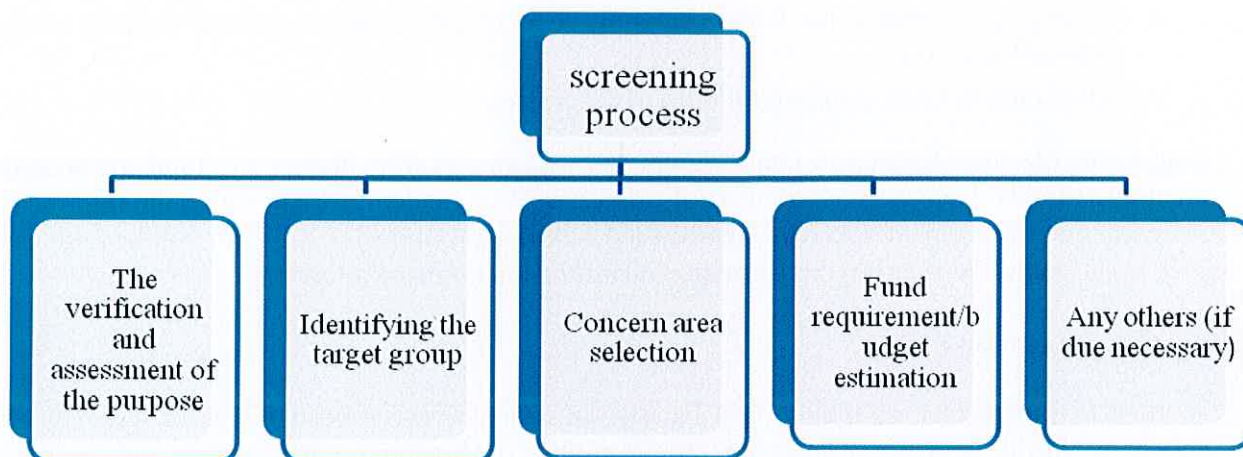 screening
process
The
verification
and
assessment of
the purpose
Identifying the
target group
Concern area
selection
Fund
requirement/b
udget
estimation
Any others (if
due necessary)